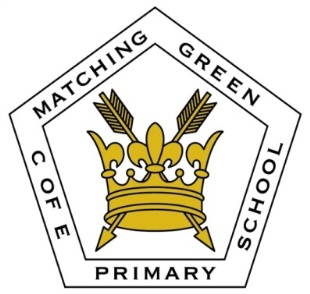 MATCHING
GREEN
C OF E
PRIMARY
SCHOOL